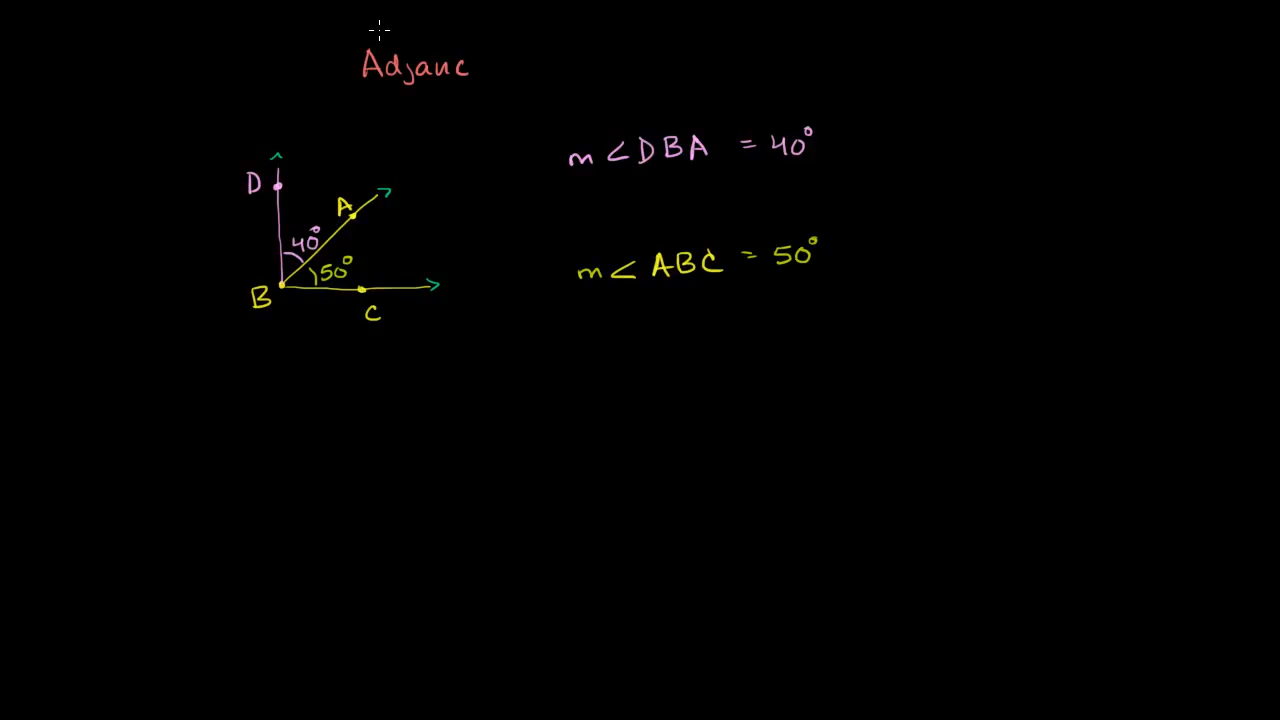 Adjanc
m∠DBA = 40°
D
A
40°
m∠ABC = 50°
50°
B
C